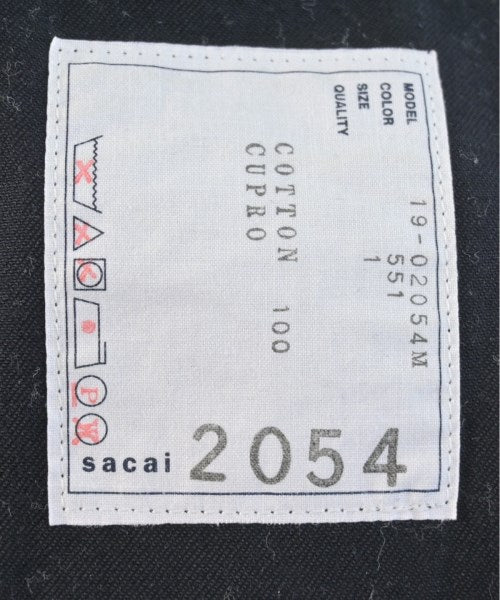 MODEL 19-02054M
COLOR 551
SIZE 1
QUALITY
COTTON 100
CUPRO
P
W
sacai 2054